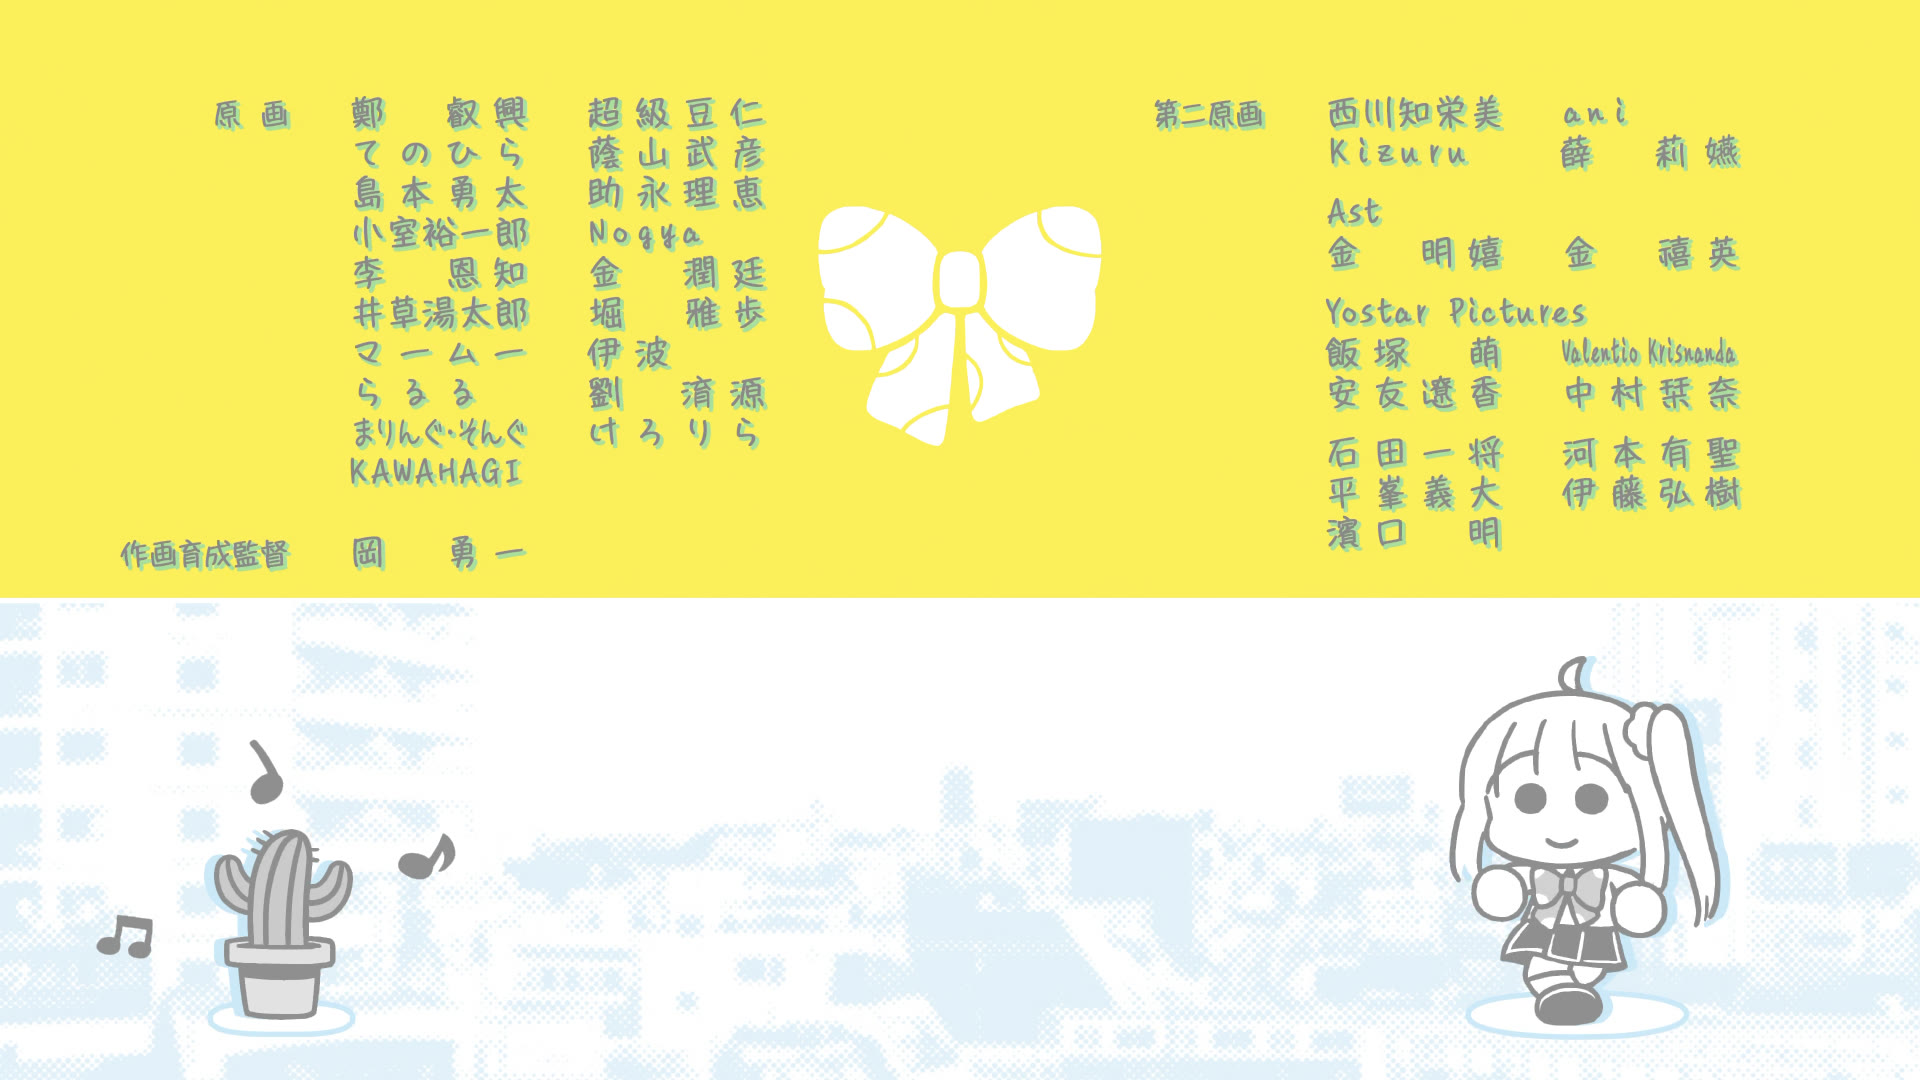 原画 鄭 叡興 超級豆仁
てのひら 蔭山武彦
島本勇太 助永理恵
小室裕一郎 Nogya
李 恩知 金 潤廷
井草湯太郎 堀 雅歩
マームー 伊波
らるる 劉 淯源
まりんぐ・そんぐ けろりら
KAWAHAGI
作画育成監督 岡 勇一
第二原画 西川知栄美 ani
Kizuru 薛 莉嬿
Ast
金 明嬉 金 禧英
Yostar Pictures
飯塚 萌 Valentio Krisnanda
安友遼香 中村栞奈
石田一将 河本有聖
平峯義大 伊藤弘樹
濱口 明